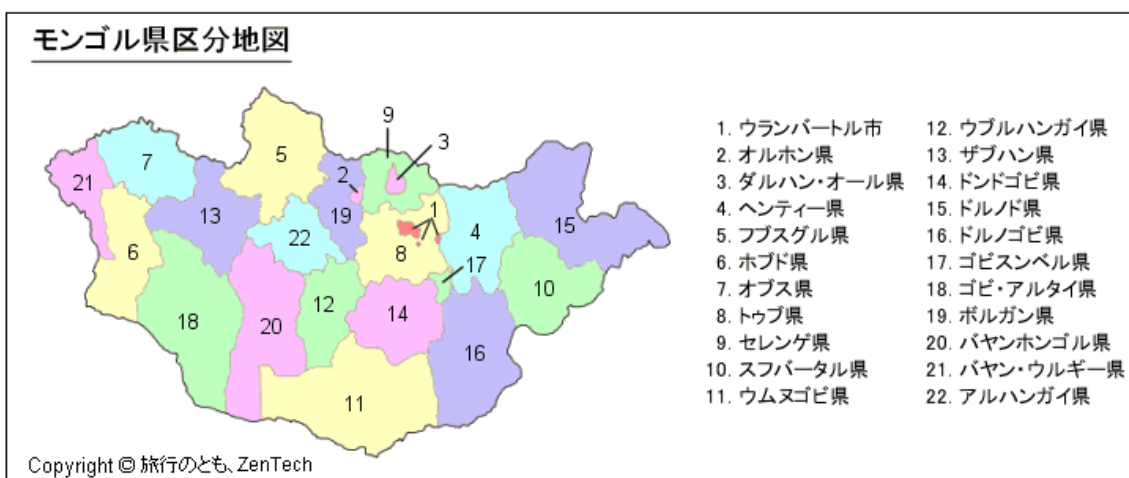 モンゴル県区分地図
9
3
5
7
2
21
1
13
19
15
22
4
6
8
17
10
12
14
18
20
16
11
1. ウランバートル市
2. オルホン県
3. ダルハン・オール県
4. ヘンティー県
5. フブスグル県
6. ホブド県
7. オブス県
8. トゥブ県
9. セレンゲ県
10. スフバータル県
11. ウムヌゴビ県
12. ウブルハンガイ県
13. ザブハン県
14. ドンドゴビ県
15. ドルノド県
16. ドルノゴビ県
17. ゴビスンベル県
18. ゴビ・アルタイ県
19. ボルガン県
20. バヤンホンゴル県
21. バヤン・ウルギー県
22. アルハンガイ県
Copyright © 旅行のとも、ZenTech